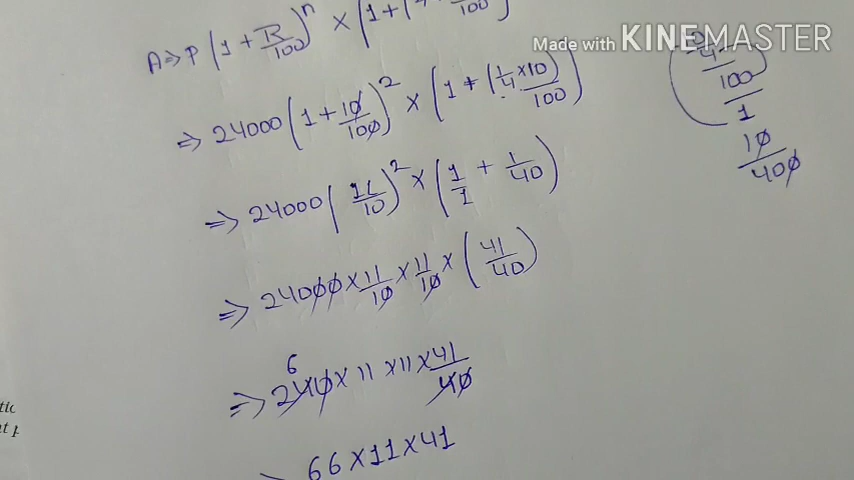 A => P (1 + R/100)^n × (1 + (
Made with KINEMASTER
=> 24000 (1 + 10/100)^2 × (1 + (1/4 × 10)/100)
=> 24000 (11/10)^2 × (1/1 + 1/40)
=> 24000 × 11/10 × 11/10 × (41/40)
6
=> 240 × 11 × 11 × 41/40
66 × 11 × 41
100
1
10/400
tic
t p